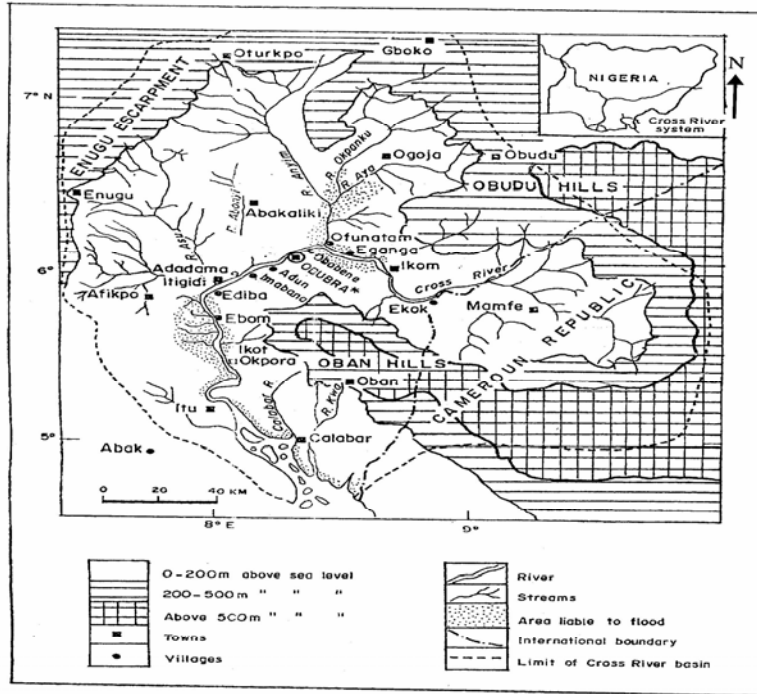 Oturkpo
Gboko
N
NIGERIA
Cross River
system
7° N
ENUGU ESCARPMENT
R. Anyim
R. Okpanku
R. Aya
Ogoja
Obudu
OBUDU HILLS
Enugu
Abakaliki
Ofunatam
Eganga
Ikom
Cross River
6°
Adadama
Itigidi
Obubene
OCUBRA*
Adun
Imabano
Afikpo
Ediba
Ebom
Ekok
Mamfe
Ikot
Okpora
OBAN HILLS
Oban
CAMEROUN REPUBLIC
Itu
Calabar R
R. Kwa
5°
Calabar
Abak
0 20 40 KM
8° E
9°
0-200m above sea level
200-500m " " "
Above 500m " " "
Towns
Villages
River
Streams
Area liable to flood
International boundary
Limit of Cross River basin